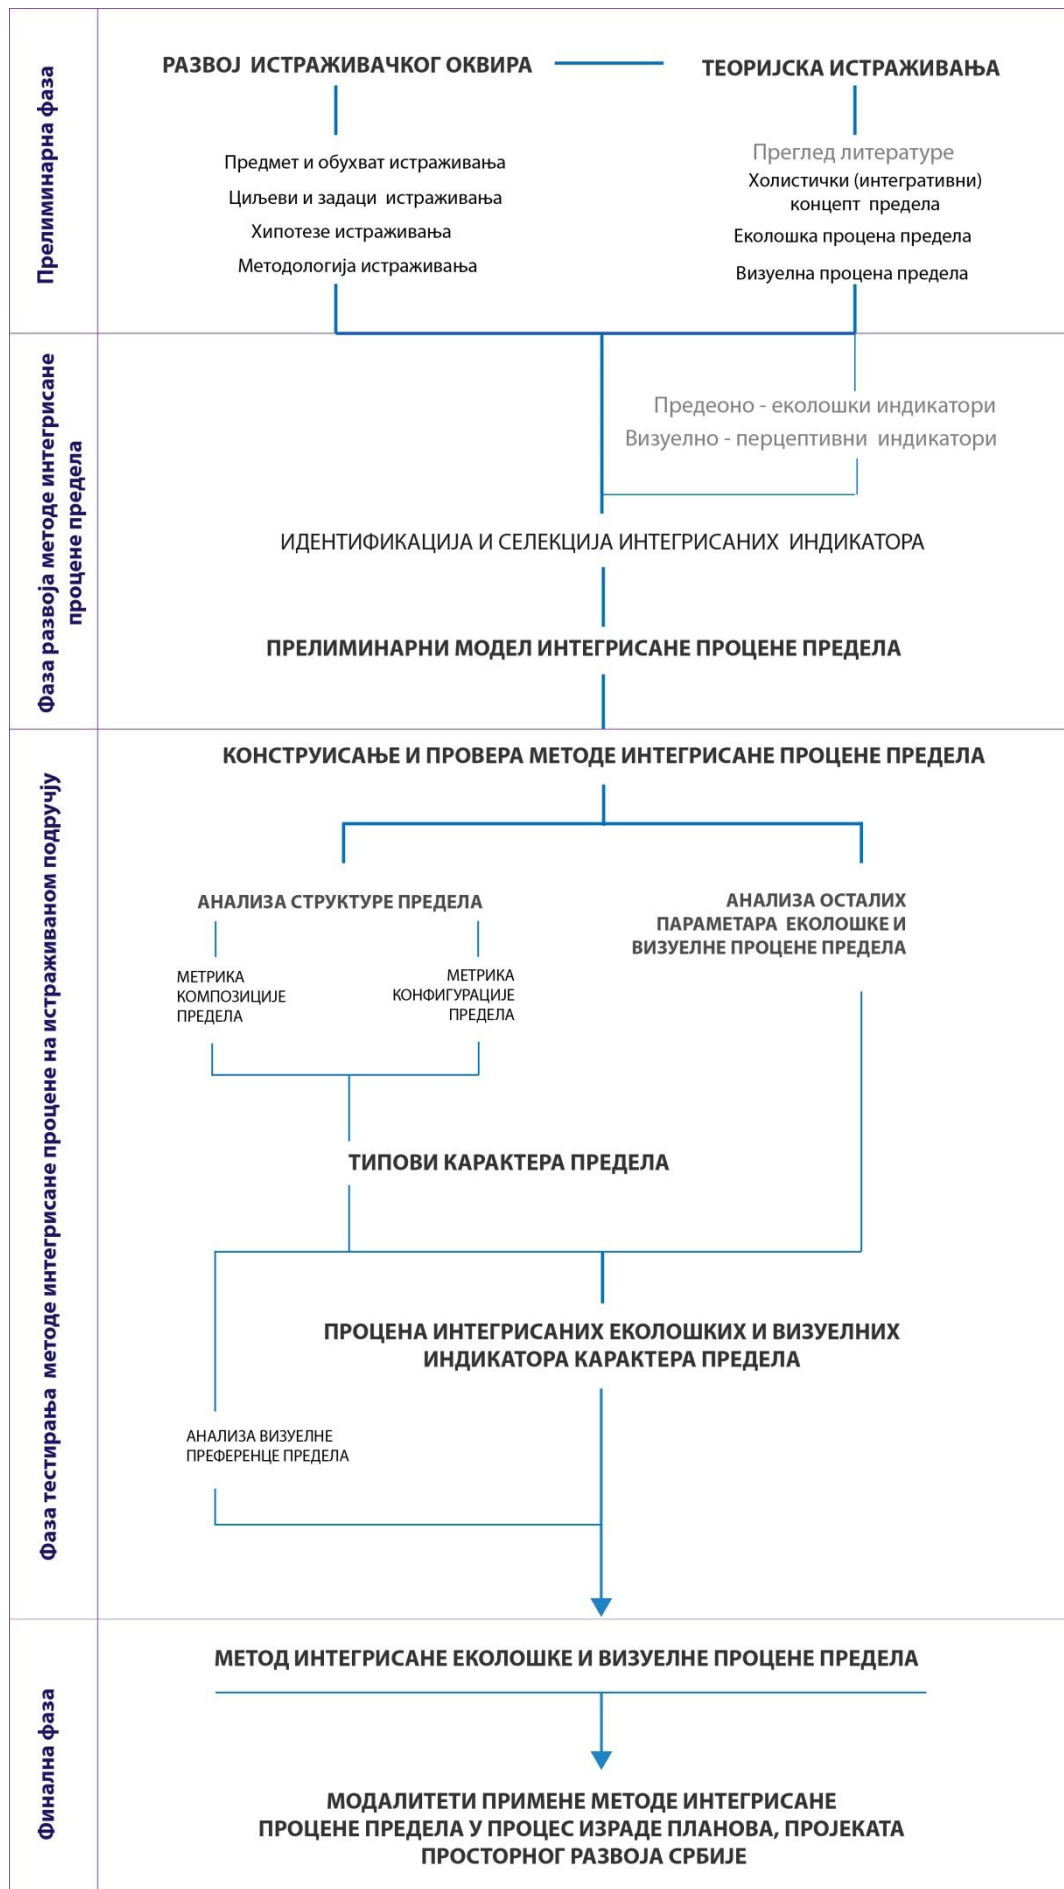 Прелиминарна фаза
РАЗВОЈ ИСТРАЖИВАЧКОГ ОКВИРА
ТЕОРИЈСКА ИСТРАЖИВАЊА
Предмет и обухват истраживања
Циљеви и задаци истраживања
Хипотезе истраживања
Методологија истраживања
Преглед литературе
Холистички (интегративни)
концепт предела
Еколошка процена предела
Визуелна процена предела
Фаза развоја методе интегрисане
процене предела
Предеоно - еколошки индикатори
Визуелно - перцептивни индикатори
ИДЕНТИФИКАЦИЈА И СЕЛЕКЦИЈА ИНТЕГРИСАНИХ ИНДИКАТОРА
ПРЕЛИМИНАРНИ МОДЕЛ ИНТЕГРИСАНЕ ПРОЦЕНЕ ПРЕДЕЛА
Фаза тестирања методе интегрисане процене на истраживаном подручју
КОНСТРУИСАЊЕ И ПРОВЕРА МЕТОДЕ ИНТЕГРИСАНЕ ПРОЦЕНЕ ПРЕДЕЛА
АНАЛИЗА СТРУКТУРЕ ПРЕДЕЛА
АНАЛИЗА ОСТАЛИХ
ПАРАМЕТАРА ЕКОЛОШКЕ И
ВИЗУЕЛНЕ ПРОЦЕНЕ ПРЕДЕЛА
МЕТРИКА
КОМПОЗИЦИЈЕ
ПРЕДЕЛА
МЕТРИКА
КОНФИГУРАЦИЈЕ
ПРЕДЕЛА
ТИПОВИ КАРАКТЕРА ПРЕДЕЛА
ПРОЦЕНА ИНТЕГРИСАНИХ ЕКОЛОШКИХ И ВИЗУЕЛНИХ
ИНДИКАТОРА КАРАКТЕРА ПРЕДЕЛА
АНАЛИЗА ВИЗУЕЛНЕ
ПРЕФЕРЕНЦЕ ПРЕДЕЛА
Финална фаза
МЕТОД ИНТЕГРИСАНЕ ЕКОЛОШКЕ И ВИЗУЕЛНЕ ПРОЦЕНЕ ПРЕДЕЛА
МОДАЛИТЕТИ ПРИМЕНЕ МЕТОДЕ ИНТЕГРИСАНЕ
ПРОЦЕНЕ ПРЕДЕЛА У ПРОЦЕС ИЗРАДЕ ПЛАНОВА, ПРОЈЕКАТА
ПРОСТОРНОГ РАЗВОЈА СРБИЈЕ